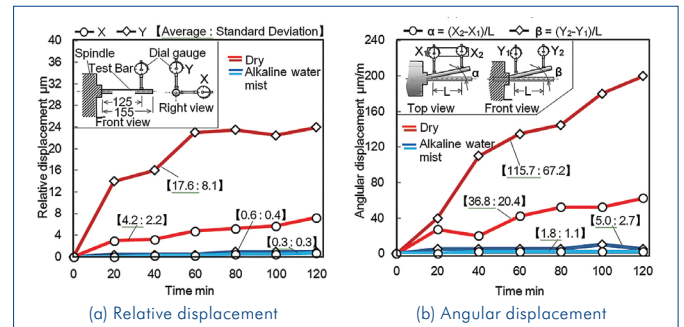 X Y 【Average : Standard Deviation】
40
36
32
28
24
20
16
12
8
4
0
Relative displacement μm
Spindle
Dial gauge
Test Bar
Y
X
125
155
Right view
Front view
Dry
Alkaline water
mist
【17.6 : 8.1】
【4.2 : 2.2】
【0.6 : 0.4】
【0.3 : 0.3】
0 20 40 60 80 100 120
Time min
(a) Relative displacement
α = (X₂-X₁)/L β = (Y₂-Y₁)/L
240
200
160
120
80
40
0
Angular displacement μm/m
X₁ X₂ Y₁ Y₂
α β
L L
Top view Front view
Dry
Alkaline water
mist
【115.7 : 67.2】
【36.8 : 20.4】
【5.0 : 2.7】
【1.8 : 1.1】
0 20 40 60 80 100 120
Time min
(b) Angular displacement